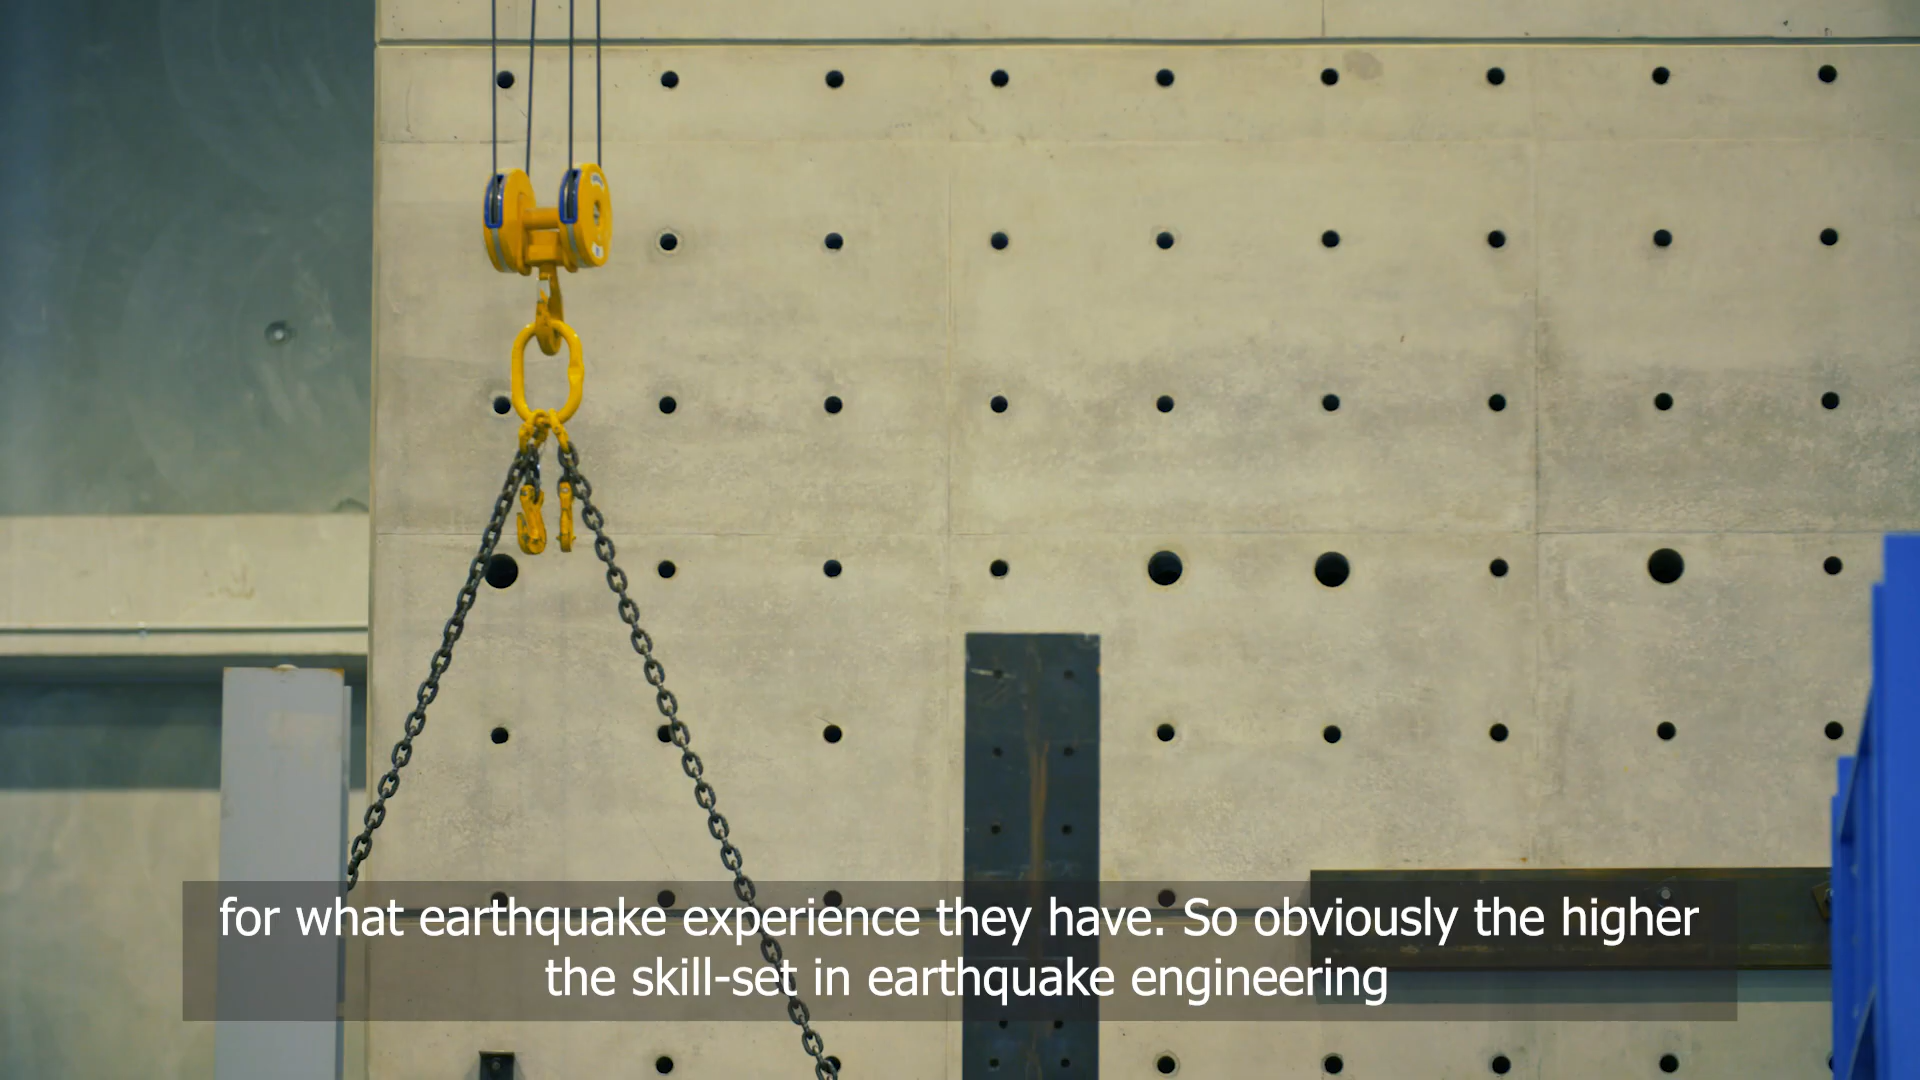 for what earthquake experience they have. So obviously the higher
the skill-set in earthquake engineering